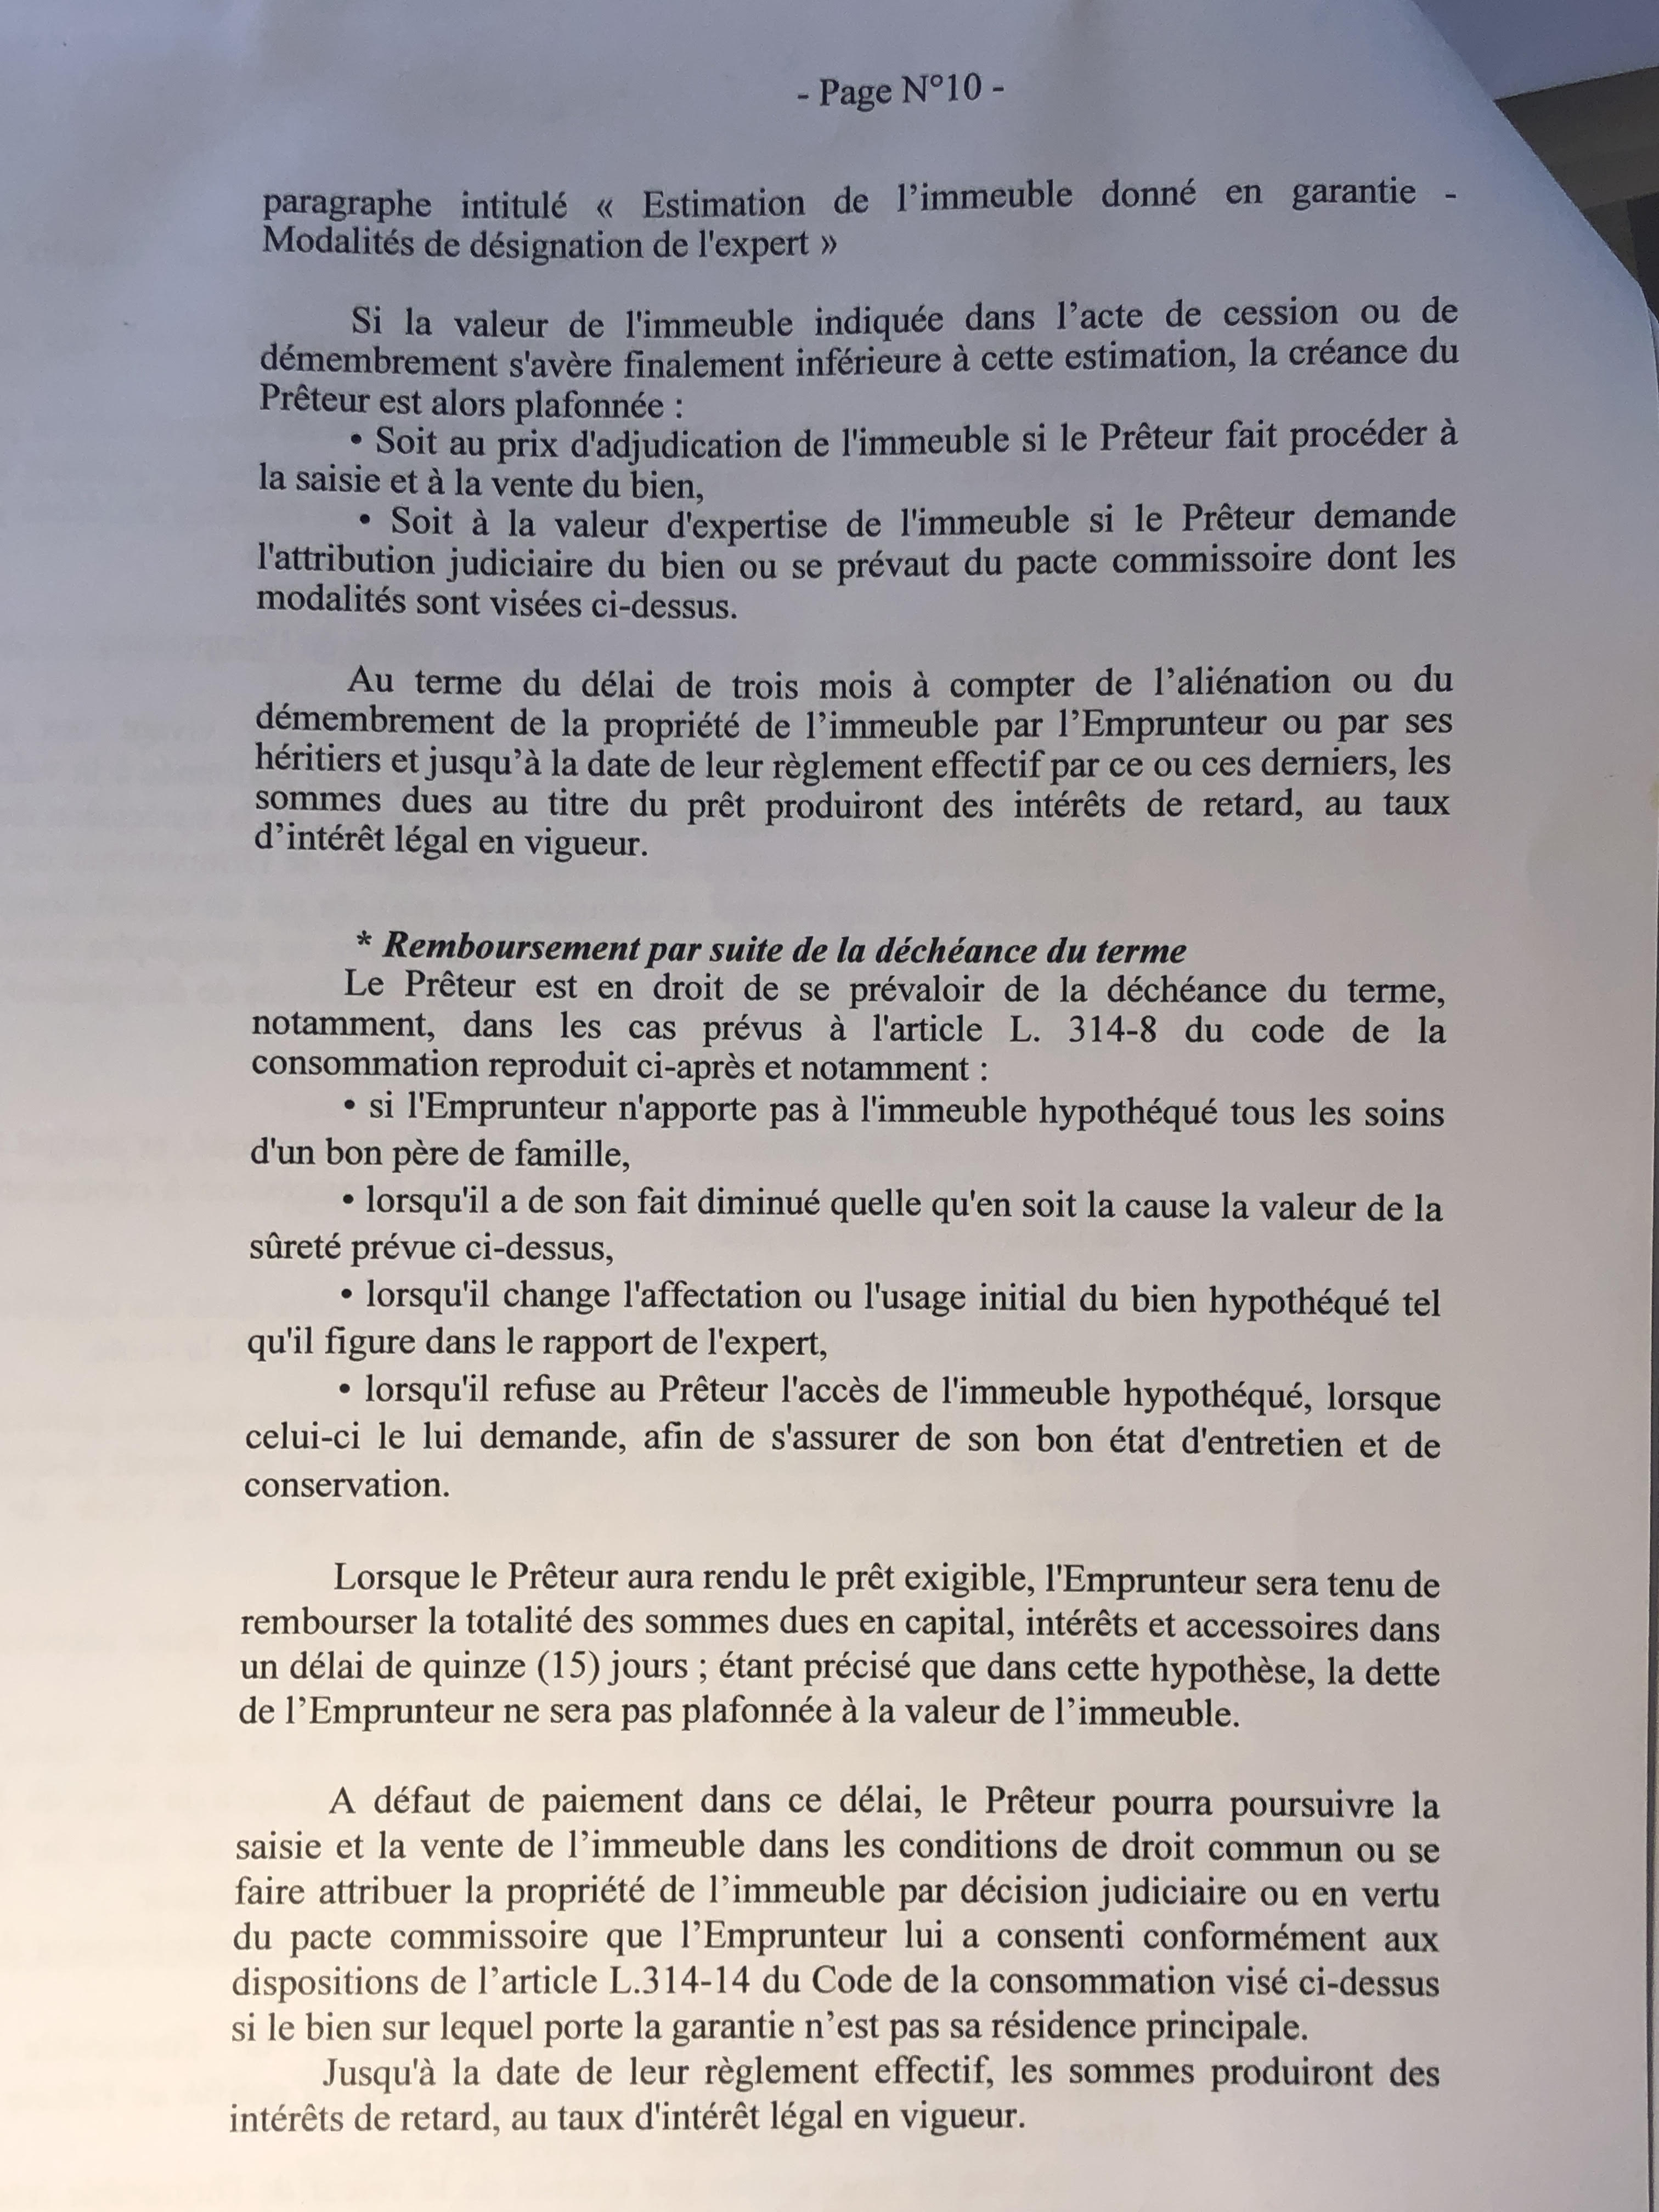 - Page N°10 -
paragraphe intitulé « Estimation de l’immeuble donné en garantie -
Modalités de désignation de l'expert »
Si la valeur de l'immeuble indiquée dans l’acte de cession ou de
démembrement s'avère finalement inférieure à cette estimation, la créance du
Prêteur est alors plafonnée :
• Soit au prix d'adjudication de l'immeuble si le Prêteur fait procéder à
la saisie et à la vente du bien,
• Soit à la valeur d'expertise de l'immeuble si le Prêteur demande
l'attribution judiciaire du bien ou se prévaut du pacte commissoire dont les
modalités sont visées ci-dessus.
Au terme du délai de trois mois à compter de l’aliénation ou du
démembrement de la propriété de l’immeuble par l’Emprunteur ou par ses
héritiers et jusqu’à la date de leur règlement effectif par ce ou ces derniers, les
sommes dues au titre du prêt produiront des intérêts de retard, au taux
d’intérêt légal en vigueur.
* Remboursement par suite de la déchéance du terme
Le Prêteur est en droit de se prévaloir de la déchéance du terme,
notamment, dans les cas prévus à l'article L. 314-8 du code de la
consommation reproduit ci-après et notamment :
• si l'Emprunteur n'apporte pas à l'immeuble hypothéqué tous les soins
d'un bon père de famille,
• lorsqu'il a de son fait diminué quelle qu'en soit la cause la valeur de la
sûreté prévue ci-dessus,
• lorsqu'il change l'affectation ou l'usage initial du bien hypothéqué tel
qu'il figure dans le rapport de l'expert,
• lorsqu'il refuse au Prêteur l'accès de l'immeuble hypothéqué, lorsque
celui-ci le lui demande, afin de s'assurer de son bon état d'entretien et de
conservation.
Lorsque le Prêteur aura rendu le prêt exigible, l'Emprunteur sera tenu de
rembourser la totalité des sommes dues en capital, intérêts et accessoires dans
un délai de quinze (15) jours ; étant précisé que dans cette hypothèse, la dette
de l’Emprunteur ne sera pas plafonnée à la valeur de l’immeuble.
A défaut de paiement dans ce délai, le Prêteur pourra poursuivre la
saisie et la vente de l’immeuble dans les conditions de droit commun ou se
faire attribuer la propriété de l’immeuble par décision judiciaire ou en vertu
du pacte commissoire que l’Emprunteur lui a consenti conformément aux
dispositions de l’article L.314-14 du Code de la consommation visé ci-dessus
si le bien sur lequel porte la garantie n’est pas sa résidence principale.
Jusqu'à la date de leur règlement effectif, les sommes produiront des
intérêts de retard, au taux d'intérêt légal en vigueur.